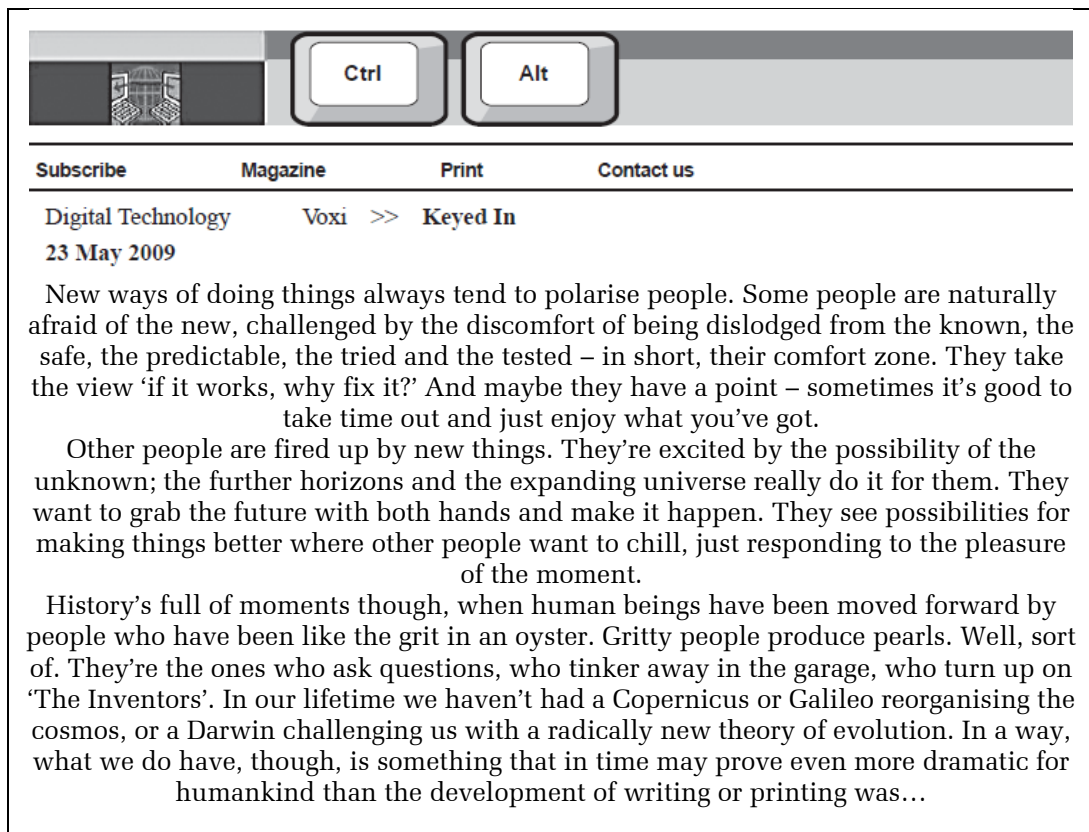 Ctrl Alt
Subscribe Magazine Print Contact us
Digital Technology Voxi >> Keyed In
23 May 2009
New ways of doing things always tend to polarise people. Some people are naturally
afraid of the new, challenged by the discomfort of being dislodged from the known, the
safe, the predictable, the tried and the tested – in short, their comfort zone. They take
the view ‘if it works, why fix it?’ And maybe they have a point – sometimes it’s good to
take time out and just enjoy what you’ve got.
Other people are fired up by new things. They’re excited by the possibility of the
unknown; the further horizons and the expanding universe really do it for them. They
want to grab the future with both hands and make it happen. They see possibilities for
making things better where other people want to chill, just responding to the pleasure
of the moment.
History’s full of moments though, when human beings have been moved forward by
people who have been like the grit in an oyster. Gritty people produce pearls. Well, sort
of. They’re the ones who ask questions, who tinker away in the garage, who turn up on
‘The Inventors’. In our lifetime we haven’t had a Copernicus or Galileo reorganising the
cosmos, or a Darwin challenging us with a radically new theory of evolution. In a way,
what we do have, though, is something that in time may prove even more dramatic for
humankind than the development of writing or printing was…